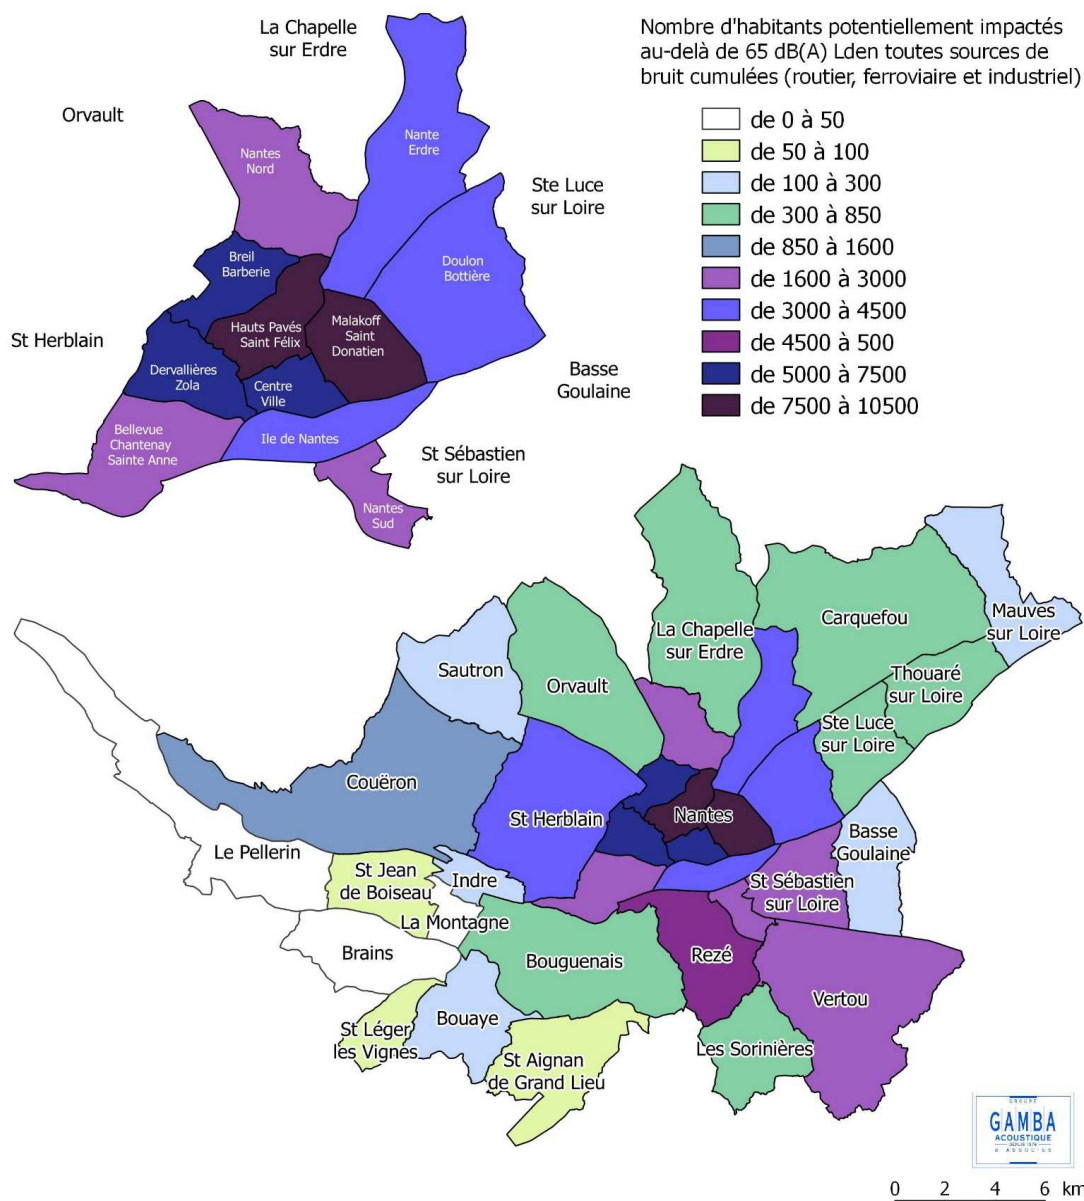 La Chapelle
sur Erdre
Nombre d'habitants potentiellement impactés
au-delà de 65 dB(A) Lden toutes sources de
bruit cumulées (routier, ferroviaire et industriel)
de 0 à 50
de 50 à 100
de 100 à 300
de 300 à 850
de 850 à 1600
de 1600 à 3000
de 3000 à 4500
de 4500 à 500
de 5000 à 7500
de 7500 à 10500
Orvault
Nantes
Nord
Nante
Erdre
Ste Luce
sur Loire
Breil
Barberie
Doulon
Bottière
St Herblain
Hauts Pavés
Saint Félix
Malakoff
Saint
Donatien
Dervallières
Zola
Centre
Ville
Basse
Goulaine
Bellevue
Chantenay
Sainte Anne
Ile de Nantes
St Sébastien
sur Loire
Nantes
Sud
La Chapelle
sur Erdre
Carquefou
Mauves
sur Loire
Sautron
Orvault
Thouaré
sur Loire
Ste Luce
sur Loire
Couëron
St Herblain
Nantes
Basse
Goulaine
Le Pellerin
St Jean
de Boiseau
Indre
St Sébastien
sur Loire
La Montagne
Brains
Bouguenais
Rezé
Vertou
St Léger
les Vignes
Bouaye
St Aignan
de Grand Lieu
Les Sorinières
GROUPE
GAMBA
ACOUSTIQUE
& ASSOCIÉS
0 2 4 6 km